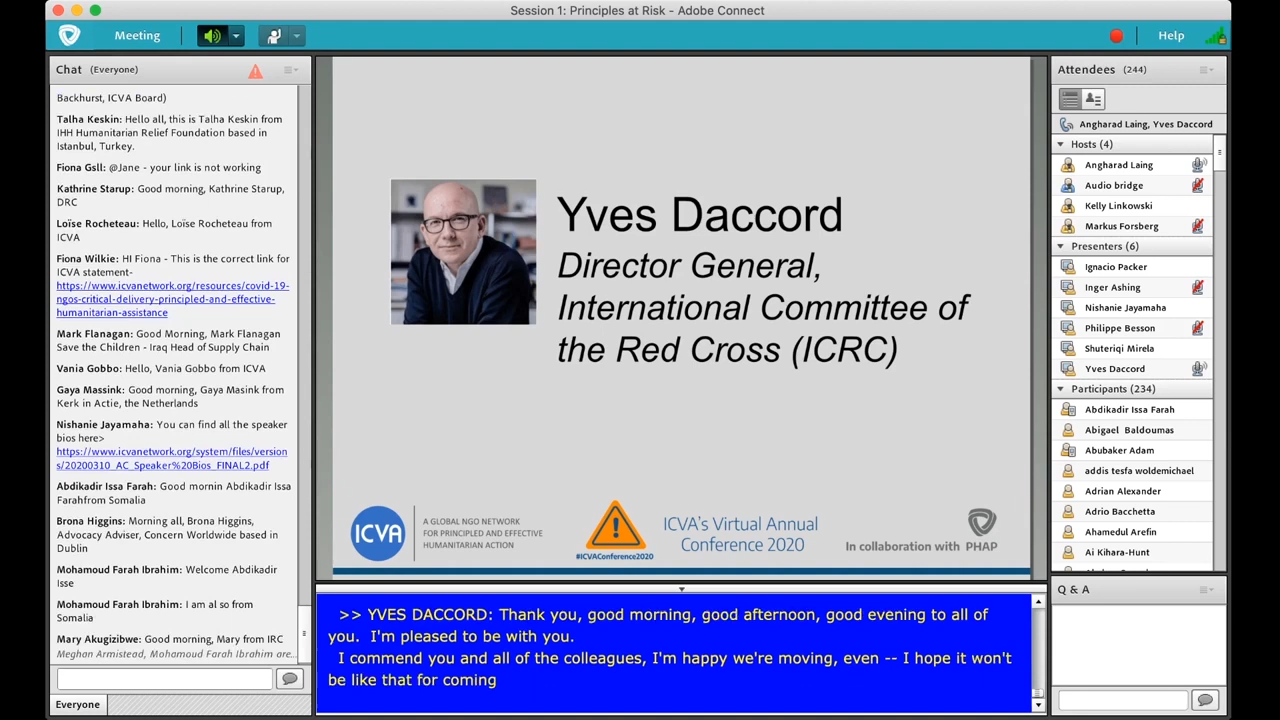 Session 1: Principles at Risk - Adobe Connect
Meeting
Help
Chat (Everyone)
Backhurst, ICVA Board)
Talha Keskin: Hello all, this is Talha Keskin from
IHH Humanitarian Relief Foundation based in
Istanbul, Turkey.
Fiona Gsll: @Jane - your link is not working
Kathrine Starup: Good morning, Kathrine Starup,
DRC
Loïse Rocheteau: Hello, Loïse Rocheteau from
ICVA
Fiona Wilkie: HI Fiona - This is the correct link for
ICVA statement-
https://www.icvanetwork.org/resources/covid-19-
ngos-critical-delivery-principled-and-effective-
humanitarian-assistance
Mark Flanagan: Good Morning, Mark Flanagan
Save the Children - Iraq Head of Supply Chain
Vania Gobbo: Hello, Vania Gobbo from ICVA
Gaya Massink: Good morning, Gaya Masink from
Kerk in Actie, the Netherlands
Nishanie Jayamaha: You can find all the speaker
bios here>
https://www.icvanetwork.org/system/files/version
s/20200310_AC_Speaker%20Bios_FINAL2.pdf
Abdikadir Issa Farah: Good mornin Abdikadir Issa
Farahfrom Somalia
Brona Higgins: Morning all, Brona Higgins,
Advocacy Adviser, Concern Worldwide based in
Dublin
Mohamoud Farah Ibrahim: Welcome Abdikadir
Isse
Mohamoud Farah Ibrahim: I am al so from
Somalia
Mary Akugizibwe: Good morning, Mary from IRC
Meghan Armistead, Mohamoud Farah Ibrahim are...
Everyone
Yves Daccord
Director General,
International Committee of
the Red Cross (ICRC)
ICVA
A GLOBAL NGO NETWORK
FOR PRINCIPLED AND EFFECTIVE
HUMANITARIAN ACTION
#ICVAConference2020
ICVA's Virtual Annual
Conference 2020
In collaboration with PHAP
>> YVES DACCORD: Thank you, good morning, good afternoon, good evening to all of
you. I'm pleased to be with you.
I commend you and all of the colleagues, I'm happy we're moving, even -- I hope it won't
be like that for coming
Attendees (244)
Angharad Laing, Yves Daccord
Hosts (4)
Angharad Laing
Audio bridge
Kelly Linkowski
Markus Forsberg
Presenters (6)
Ignacio Packer
Inger Ashing
Nishanie Jayamaha
Philippe Besson
Shuteriqi Mirela
Yves Daccord
Participants (234)
Abdikadir Issa Farah
Abigael Baldoumas
Abubaker Adam
addis tesfa woldemichael
Adrian Alexander
Adrio Bacchetta
Ahamedul Arefin
Ai Kihara-Hunt
Q & A